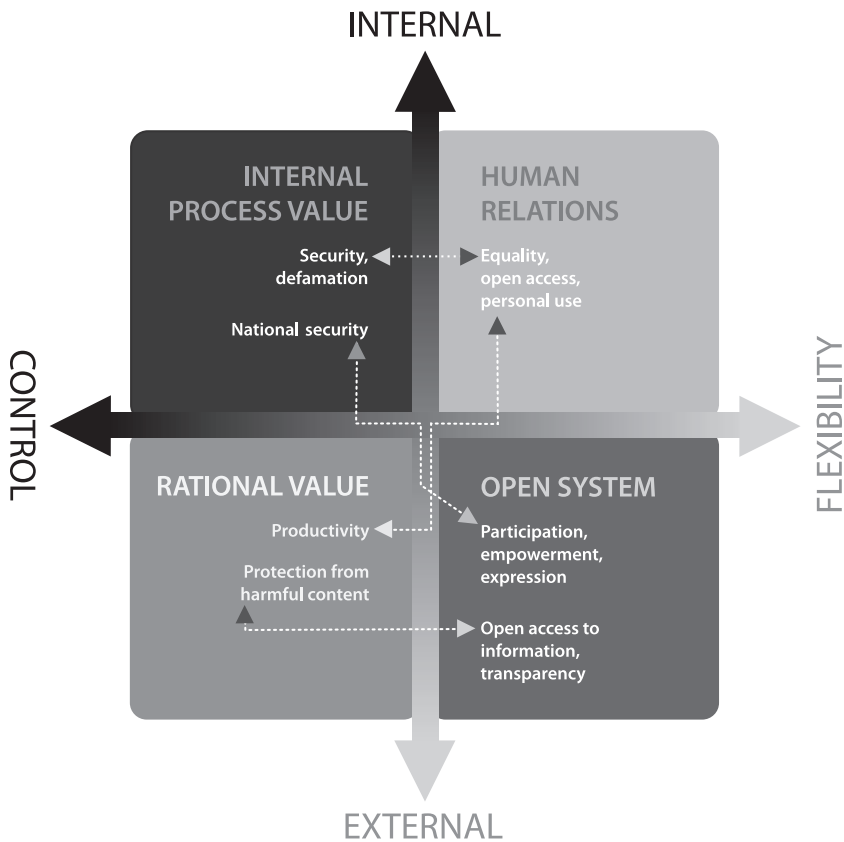 INTERNAL
INTERNAL
PROCESS VALUE
Security,
defamation
National security
HUMAN
RELATIONS
Equality,
open access,
personal use
CONTROL
FLEXIBILITY
RATIONAL VALUE
Productivity
Protection from
harmful content
OPEN SYSTEM
Participation,
empowerment,
expression
Open access to
information,
transparency
EXTERNAL